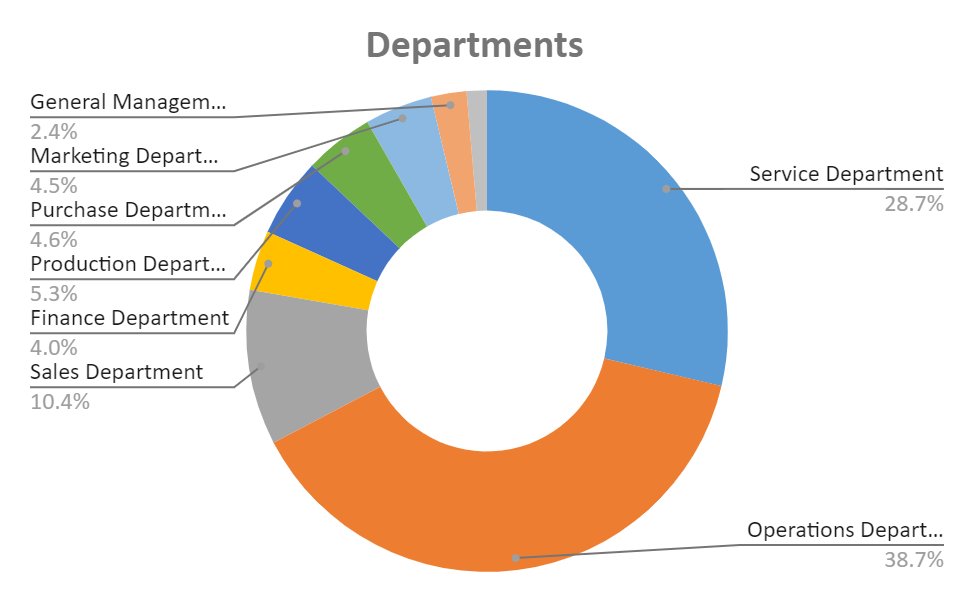 Departments
General Managem...
2.4%
Marketing Depart...
4.5%
Purchase Departm...
4.6%
Production Depart...
5.3%
Finance Department
4.0%
Sales Department
10.4%
Service Department
28.7%
Operations Depart...
38.7%